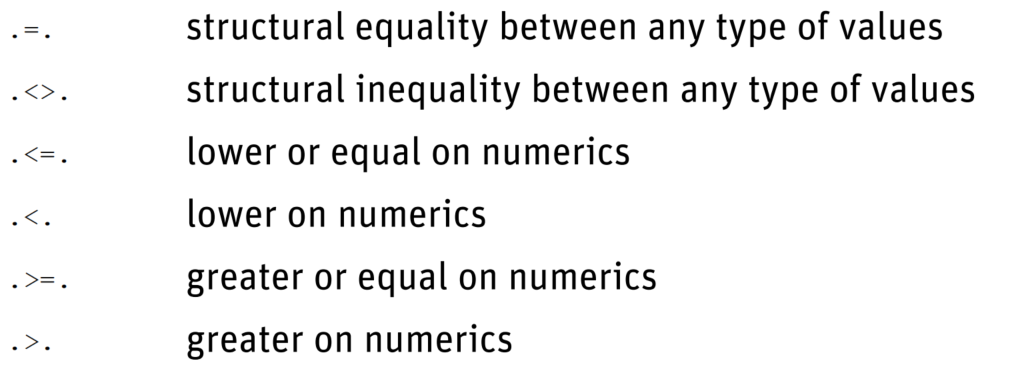 .=. structural equality between any type of values
.<>. structural inequality between any type of values
.<=. lower or equal on numerics
.<. lower on numerics
.>=. greater or equal on numerics
.>. greater on numerics